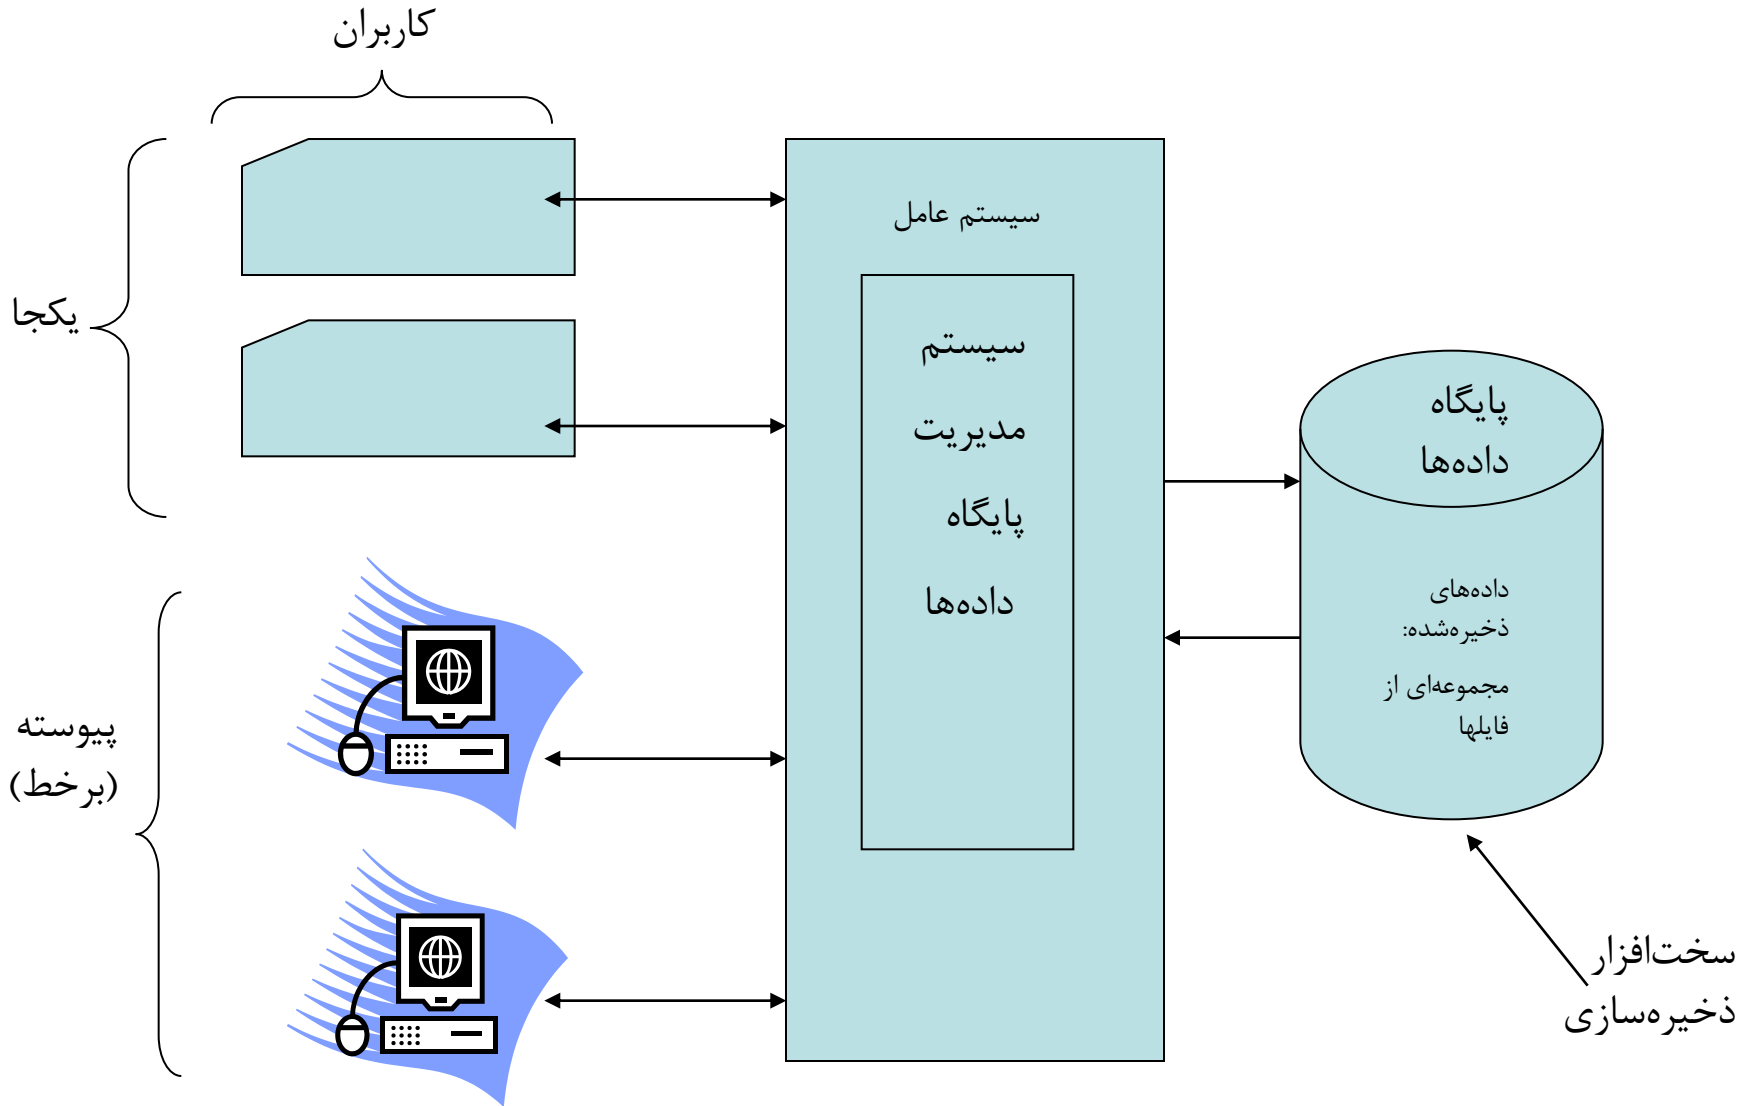 کاربران
یکجا
پیوسته
(برخط)
سیستم عامل
سیستم
مدیریت
پایگاه
داده‌ها
پایگاه
داده‌ها
داده‌های
ذخیره‌شده:
مجموعه‌ای از
فایلها
سخت‌افزار
ذخیره‌سازی